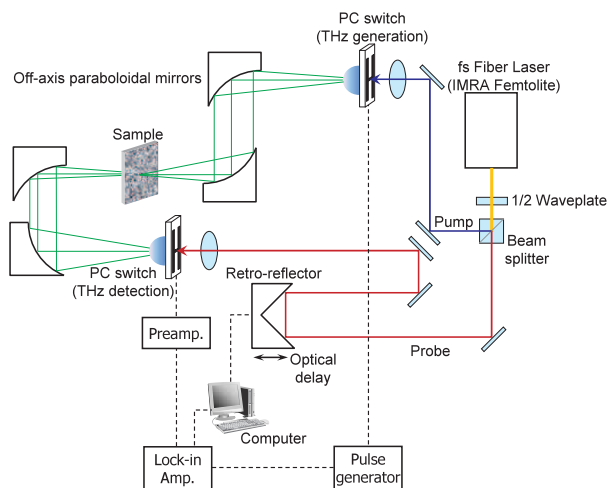 PC switch
(THz generation)
fs Fiber Laser
(IMRA Femtolite)
Off-axis paraboloidal mirrors
Sample
1/2 Waveplate
Pump
Beam
splitter
PC switch
(THz detection)
Retro-reflector
Preamp.
Optical
delay
Probe
Computer
Lock-in
Amp.
Pulse
generator